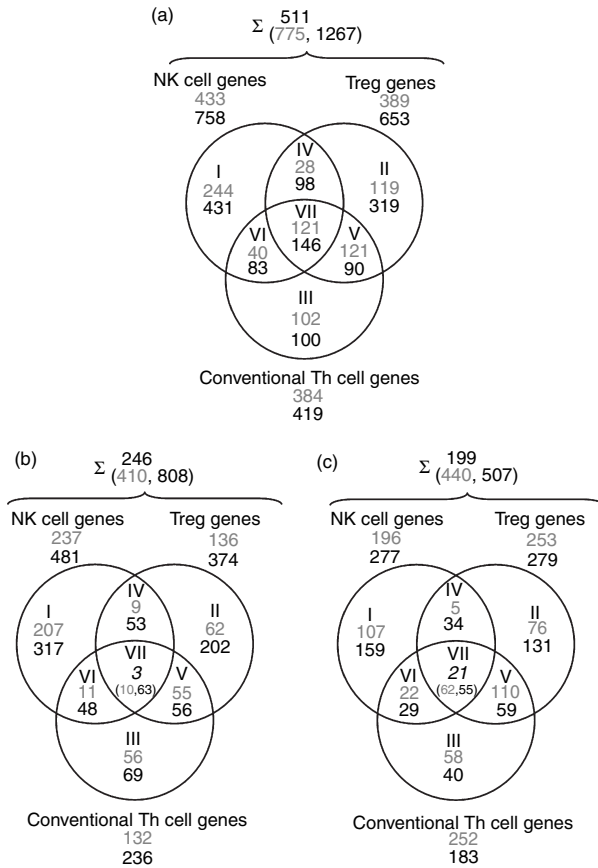 (a)
511
Σ (775, 1267)
NK cell genes
433
758
Treg genes
389
653
I
244
431
IV
28
98
II
119
319
VII
121
146
VI
40
83
V
121
90
III
102
100
Conventional Th cell genes
384
419
(b)
246
Σ (410, 808)
NK cell genes
237
481
Treg genes
136
374
I
207
317
IV
9
53
II
62
202
VII
3
(10,63)
VI
11
48
V
55
56
III
56
69
Conventional Th cell genes
132
236
(c)
199
Σ (440, 507)
NK cell genes
196
277
Treg genes
253
279
I
107
159
IV
5
34
II
76
131
VII
21
(62,55)
VI
22
29
V
110
59
III
58
40
Conventional Th cell genes
252
183